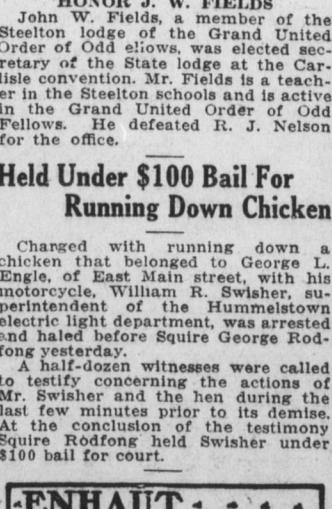 HONOR J. W. FIELDS
John W. Fields, a member of the
Steelton lodge of the Grand United
Order of Odd ellows, was elected sec-
retary of the State lodge at the Car-
lisle convention. Mr. Fields is a teach-
er in the Steelton schools and is active
in the Grand United Order of Odd
Fellows. He defeated R. J. Nelson
for the office.
Held Under $100 Bail For
Running Down Chicken
Charged with running down a
chicken that belonged to George L.
Engle, of East Main street, with his
motorcycle, William R. Swisher, su-
perintendent of the Hummelstown
electric light department, was arrested
and haled before Squire George Rod-
fong yesterday.
A half-dozen witnesses were called
to testify concerning the actions of
Mr. Swisher and the hen during the
last few minutes prior to its demise.
At the conclusion of the testimony
Squire Rodfong held Swisher under
$100 bail for court.
ENHAUT